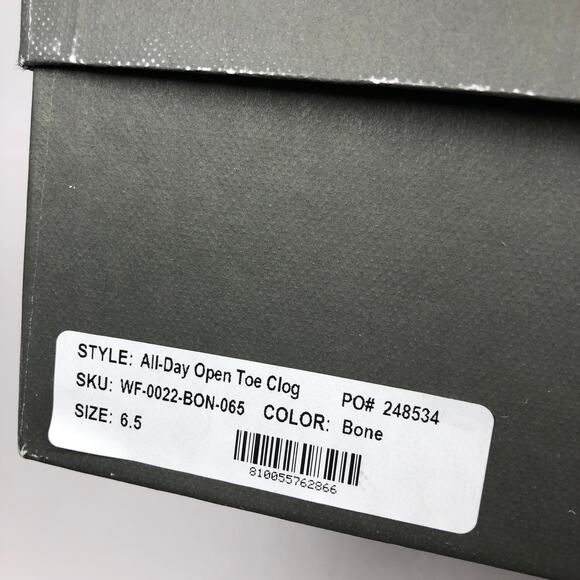 STYLE: All-Day Open Toe Clog PO# 248534
SKU: WF-0022-BON-065 COLOR: Bone
SIZE: 6.5
810055762866